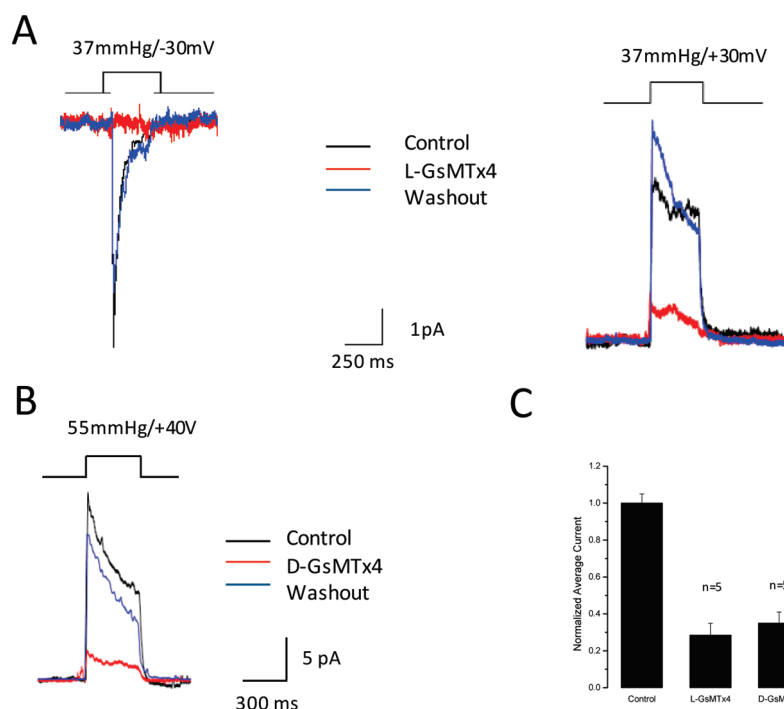 A
37mmHg/-30mV
37mmHg/+30mV
Control
L-GsMTx4
Washout
1pA
250 ms
B
55mmHg/+40V
Control
D-GsMTx4
Washout
5 pA
300 ms
C
Normalized Average Current
1.2
1.0
0.8
0.6
0.4
0.2
0.0
n=5
Control
L-GsMTx4